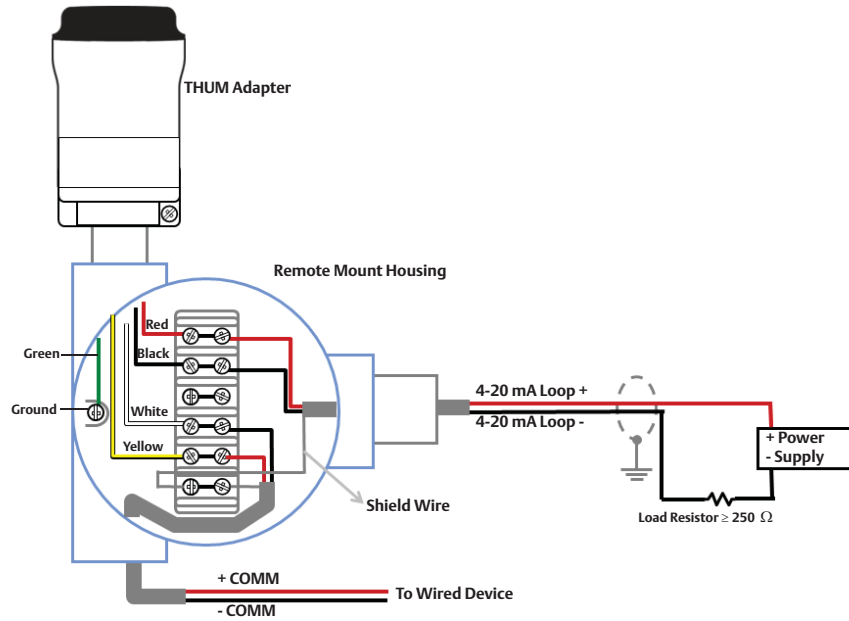 THUM Adapter
Remote Mount Housing
Red
Green
Black
Ground
White
Yellow
4-20 mA Loop +
4-20 mA Loop -
+ Power
- Supply
Shield Wire
Load Resistor ≥ 250 Ω
+ COMM
To Wired Device
- COMM